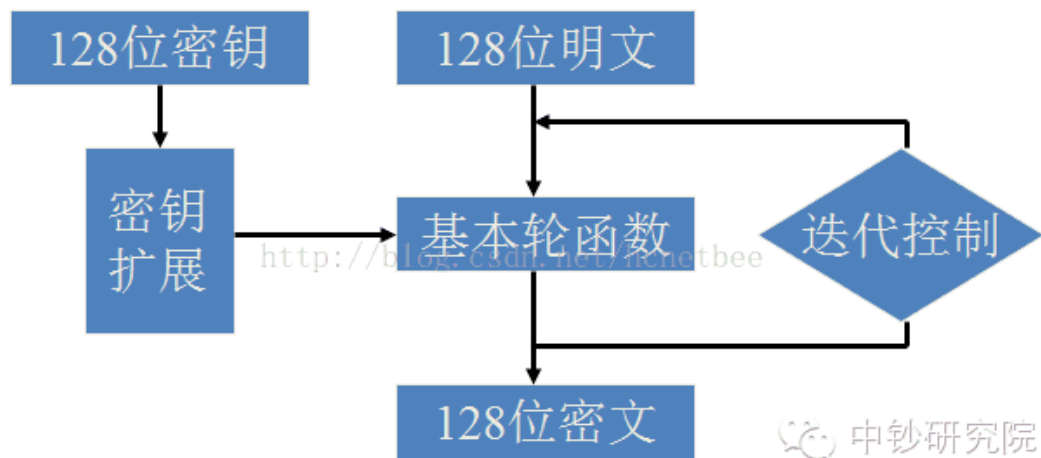 128位密钥
128位明文
密钥
扩展
基本轮函数
迭代控制
http://blog.csdn.net/hcnetbee
128位密文
中钞研究院